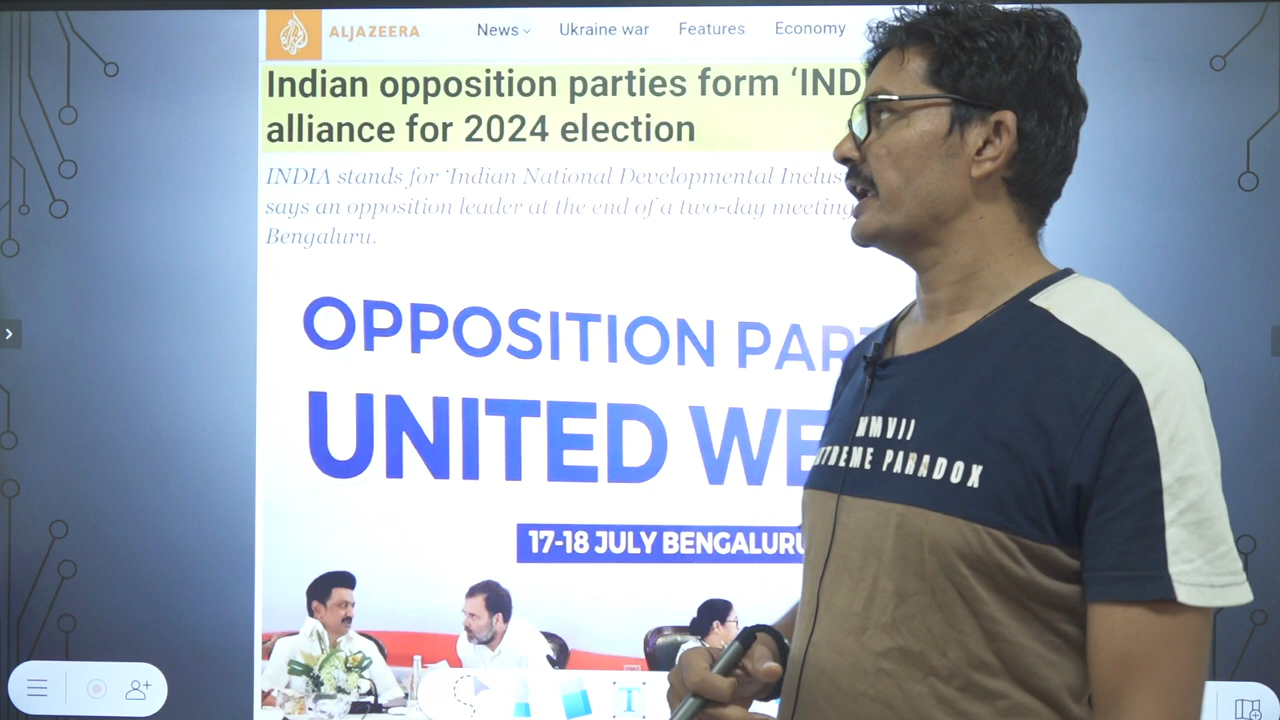 ALJAZEERA
News
Ukraine war
Features
Economy
Indian opposition parties form ‘IND
alliance for 2024 election
INDIA stands for ‘Indian National Developmental Inclus
says an opposition leader at the end of a two-day meeting
Bengaluru.
OPPOSITION PART
UNITED WE
17-18 JULY BENGALURU
MMVII
XTREME PARADOX
T